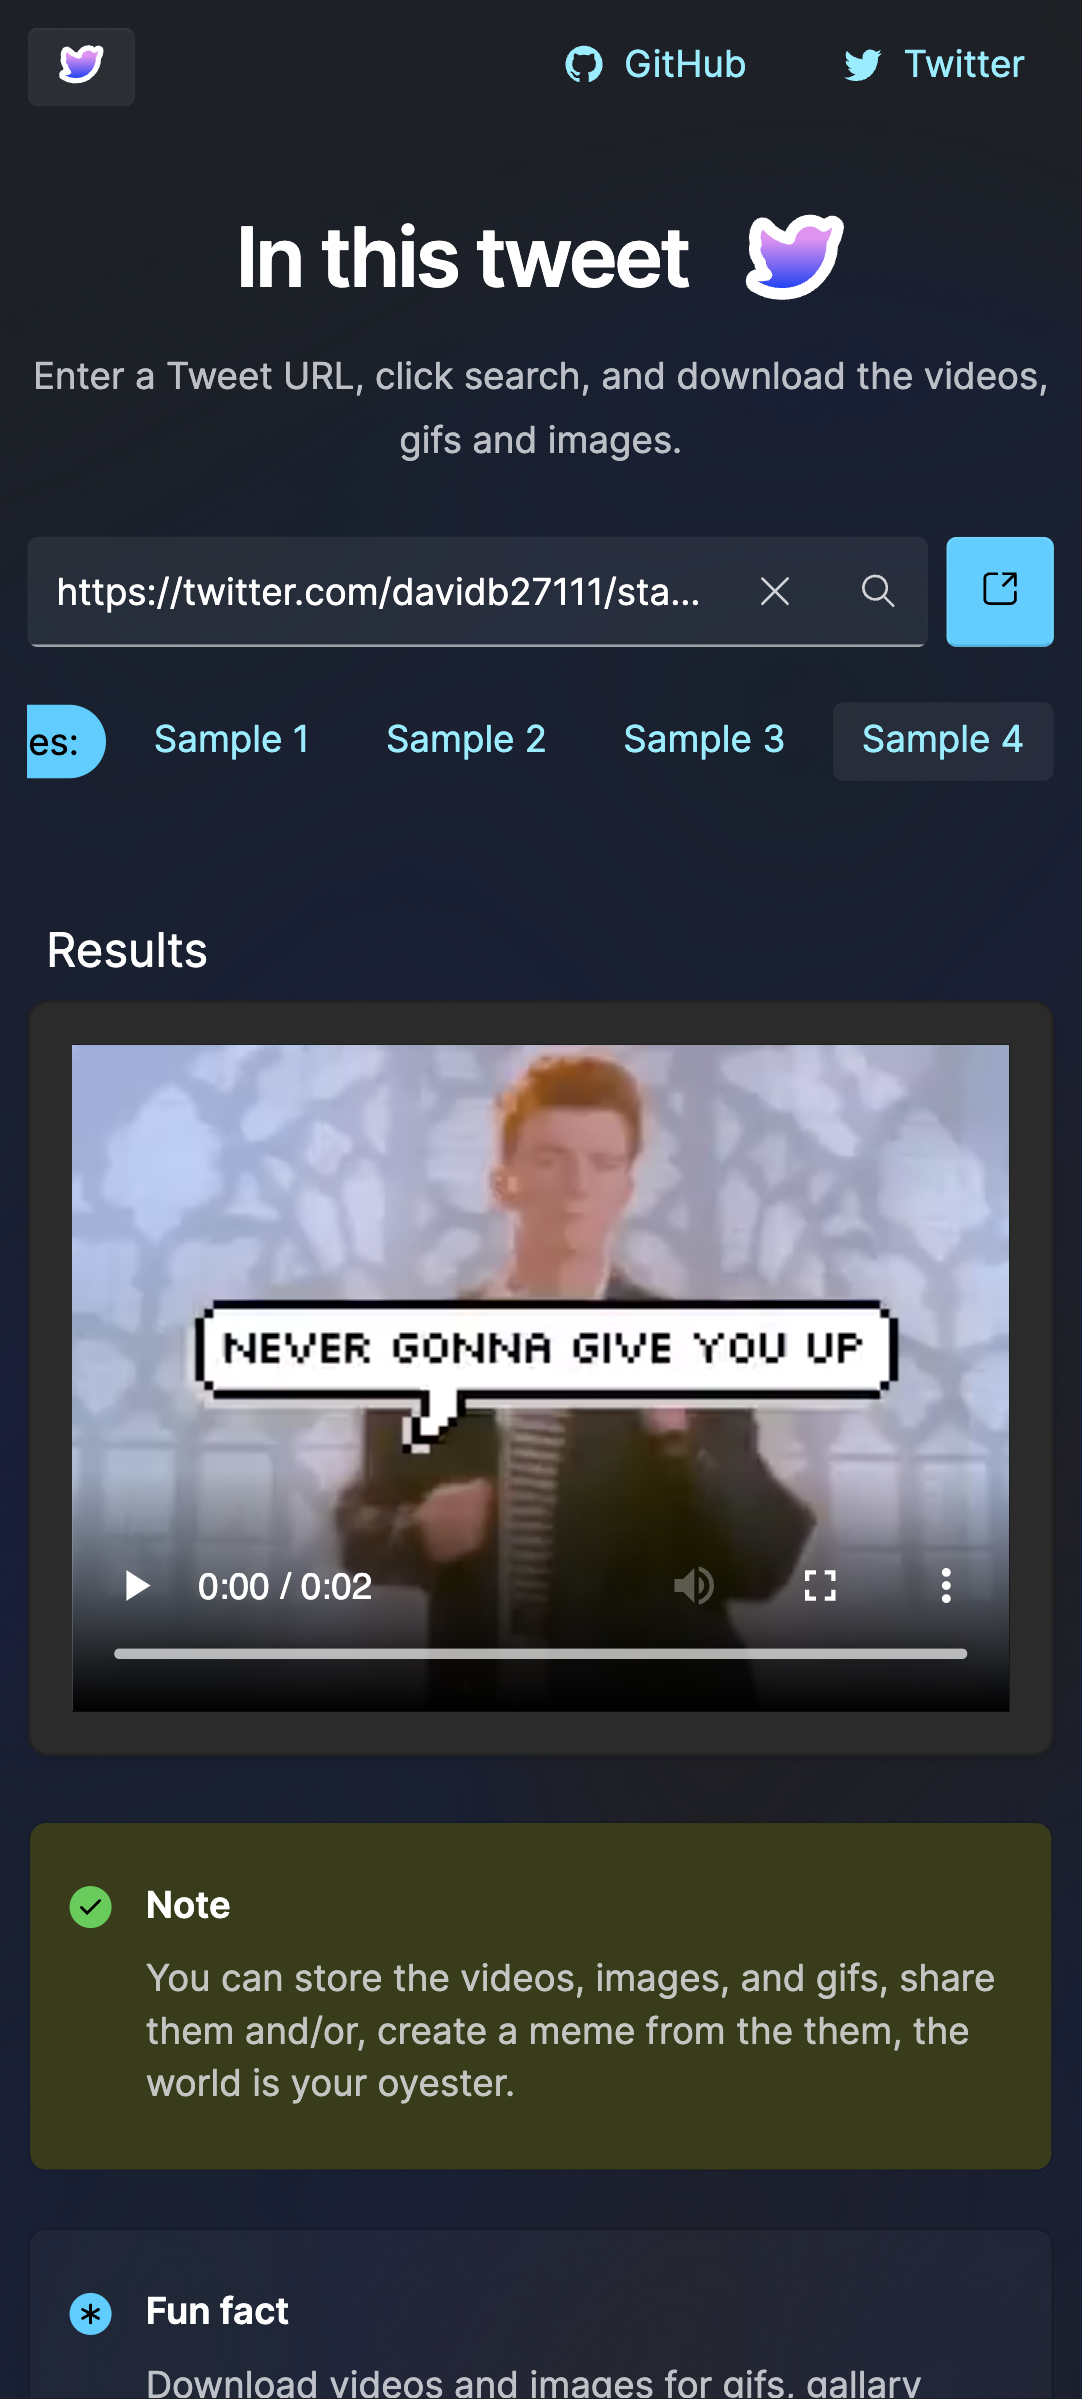 GitHub Twitter
In this tweet
Enter a Tweet URL, click search, and download the videos,
gifs and images.
https://twitter.com/davidb27111/sta...
es: Sample 1 Sample 2 Sample 3 Sample 4
Results
NEVER GONNA GIVE YOU UP
0:00 / 0:02
Note
You can store the videos, images, and gifs, share
them and/or, create a meme from the them, the
world is your oyester.
Fun fact
Download videos and images for gifs, gallary